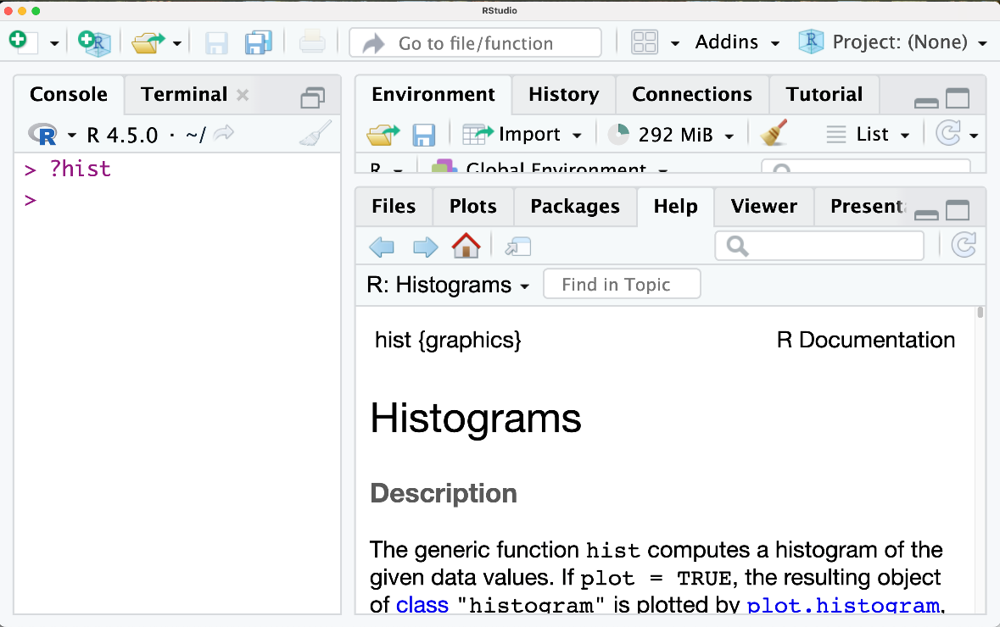 RStudio
Go to file/function
Addins
Project: (None)
Console
Terminal
R 4.5.0 · ~/
> ?hist
>
Environment
History
Connections
Tutorial
Import
292 MiB
List
R
Global Environment
Files
Plots
Packages
Help
Viewer
Present
R: Histograms
Find in Topic
hist {graphics}
R Documentation
Histograms
Description
The generic function hist computes a histogram of the
given data values. If plot = TRUE, the resulting object
of class "histogram" is plotted by plot.histogram,